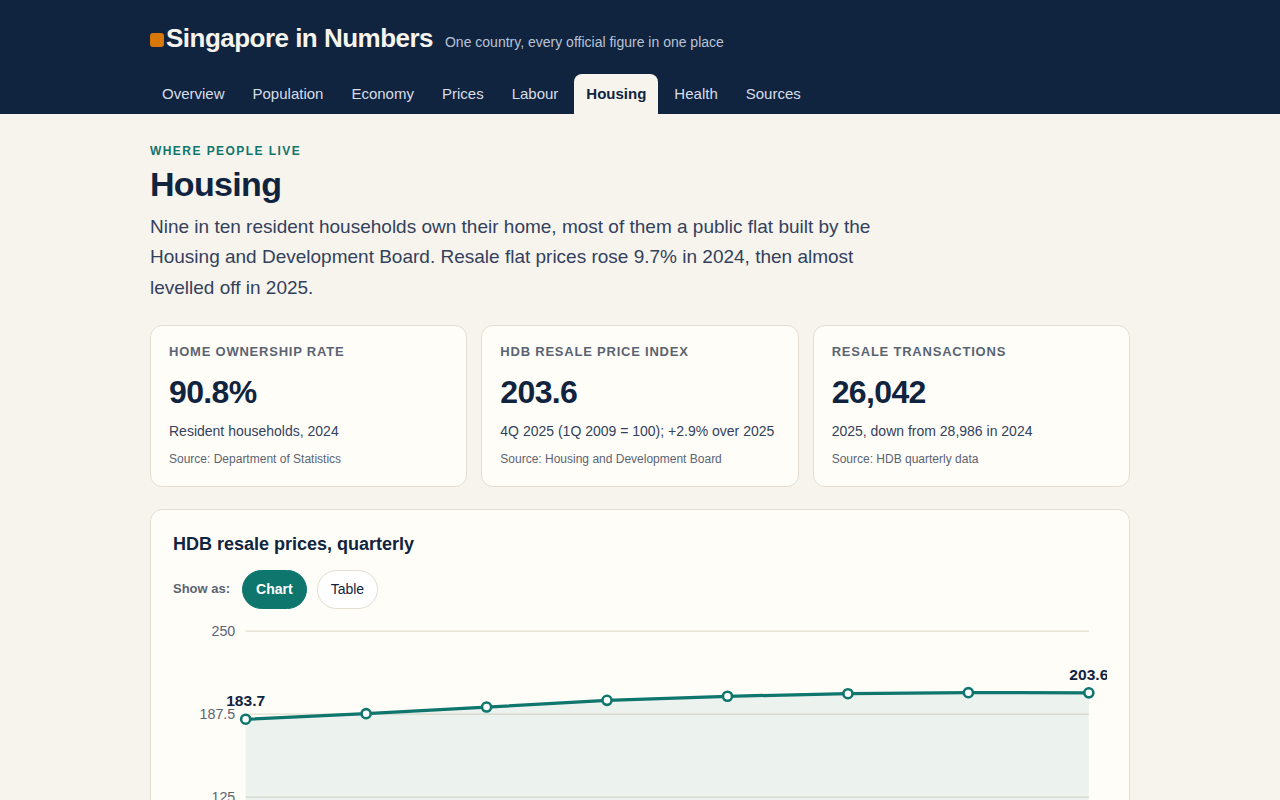 Singapore in Numbers
One country, every official figure in one place
Overview
Population
Economy
Prices
Labour
Housing
Health
Sources
WHERE PEOPLE LIVE
Housing
Nine in ten resident households own their home, most of them a public flat built by the
Housing and Development Board. Resale flat prices rose 9.7% in 2024, then almost
levelled off in 2025.
HOME OWNERSHIP RATE
90.8%
Resident households, 2024
Source: Department of Statistics
HDB RESALE PRICE INDEX
203.6
4Q 2025 (1Q 2009 = 100); +2.9% over 2025
Source: Housing and Development Board
RESALE TRANSACTIONS
26,042
2025, down from 28,986 in 2024
Source: HDB quarterly data
HDB resale prices, quarterly
Show as:
Chart
Table
250
203.6
183.7
187.5
125